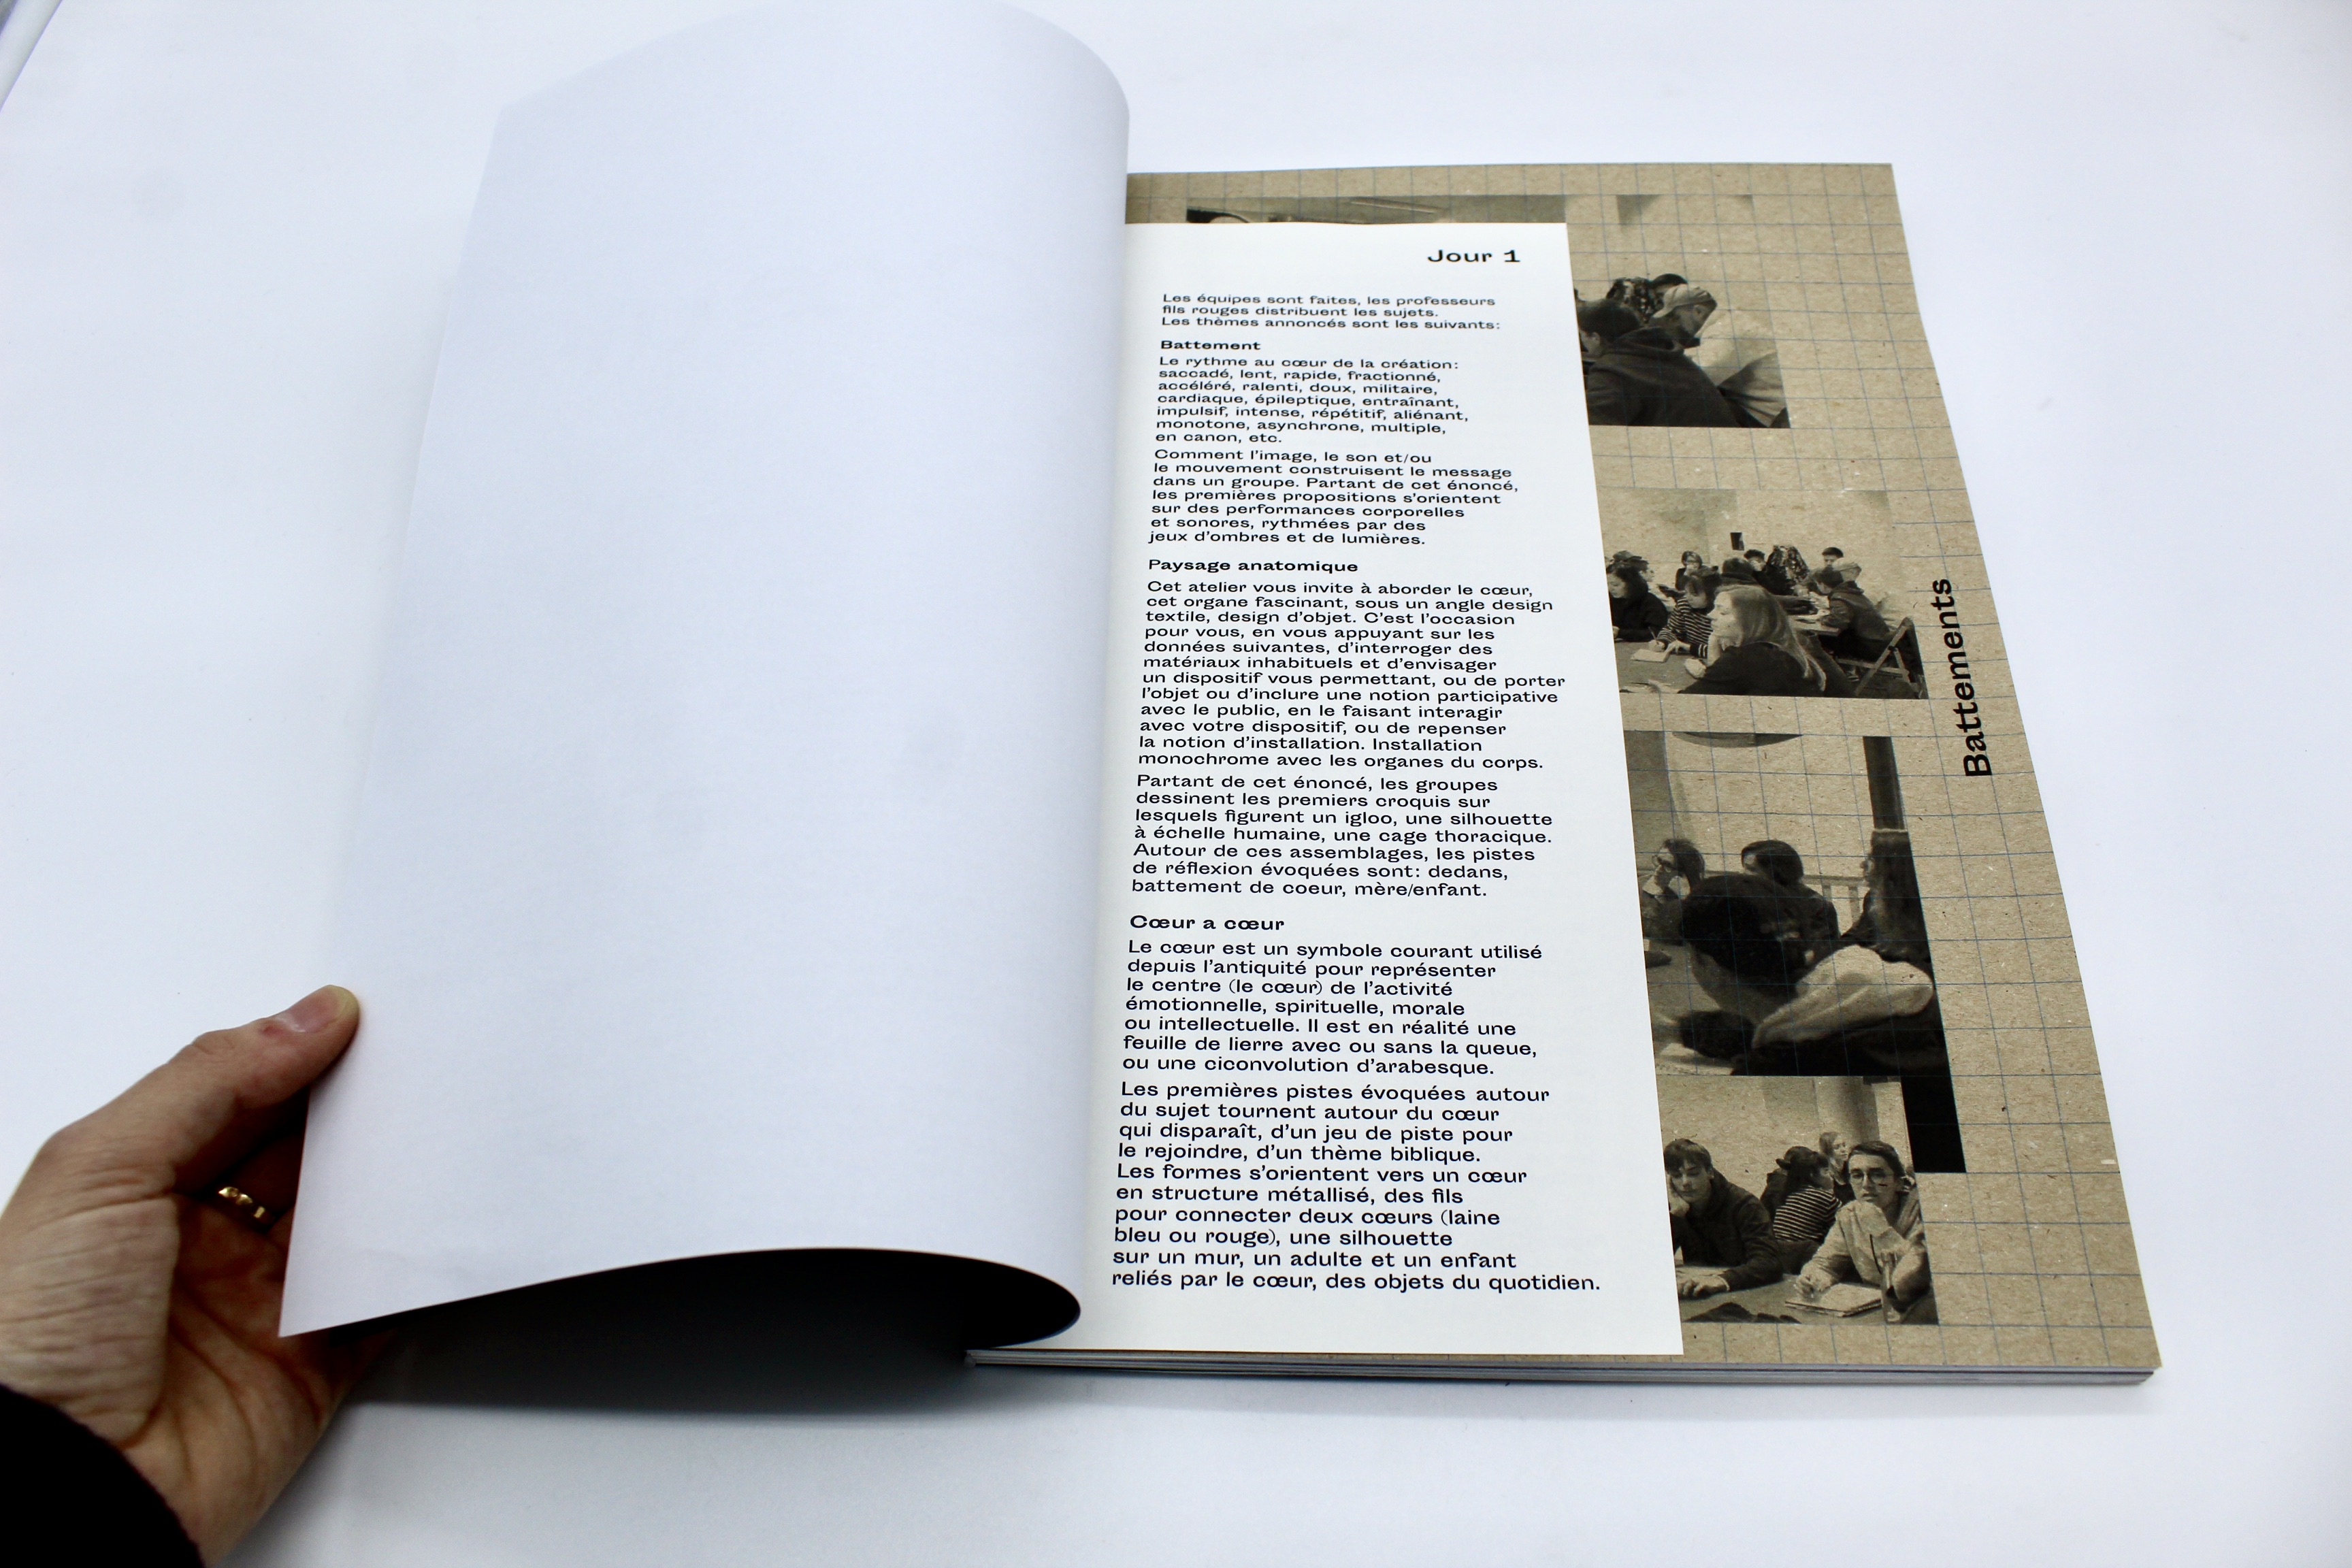 Jour 1
Les équipes sont faites, les professeurs
fils rouges distribuent les sujets.
Les thèmes annoncés sont les suivants:
Battement
Le rythme au cœur de la création:
saccadé, lent, rapide, fractionné,
accéléré, ralenti, doux, militaire,
cardiaque, épileptique, entraînant,
impulsif, intense, répétitif, aliénant,
monotone, asynchrone, multiple,
en canon, etc.
Comment l'image, le son et/ou
le mouvement construisent le message
dans un groupe. Partant de cet énoncé,
les premières propositions s'orientent
sur des performances corporelles
et sonores, rythmées par des
jeux d'ombres et de lumières.
Paysage anatomique
Cet atelier vous invite à aborder le cœur,
cet organe fascinant, sous un angle design
textile, design d'objet. C'est l'occasion
pour vous, en vous appuyant sur les
données suivantes, d'interroger des
matériaux inhabituels et d'envisager
un dispositif vous permettant, ou de porter
l'objet ou d'inclure une notion participative
avec le public, en le faisant interagir
avec votre dispositif, ou de repenser
la notion d'installation. Installation
monochrome avec les organes du corps.
Partant de cet énoncé, les groupes
dessinent les premiers croquis sur
lesquels figurent un igloo, une silhouette
à échelle humaine, une cage thoracique.
Autour de ces assemblages, les pistes
de réflexion évoquées sont: dedans,
battement de coeur, mère/enfant.
Cœur a cœur
Le cœur est un symbole courant utilisé
depuis l'antiquité pour représenter
le centre (le cœur) de l'activité
émotionnelle, spirituelle, morale
ou intellectuelle. Il est en réalité une
feuille de lierre avec ou sans la queue,
ou une ciconvolution d'arabesque.
Les premières pistes évoquées autour
du sujet tournent autour du cœur
qui disparaît, d'un jeu de piste pour
le rejoindre, d'un thème biblique.
Les formes s'orientent vers un cœur
en structure métallisé, des fils
pour connecter deux cœurs (laine
bleu ou rouge), une silhouette
sur un mur, un adulte et un enfant
reliés par le cœur, des objets du quotidien.
Battements